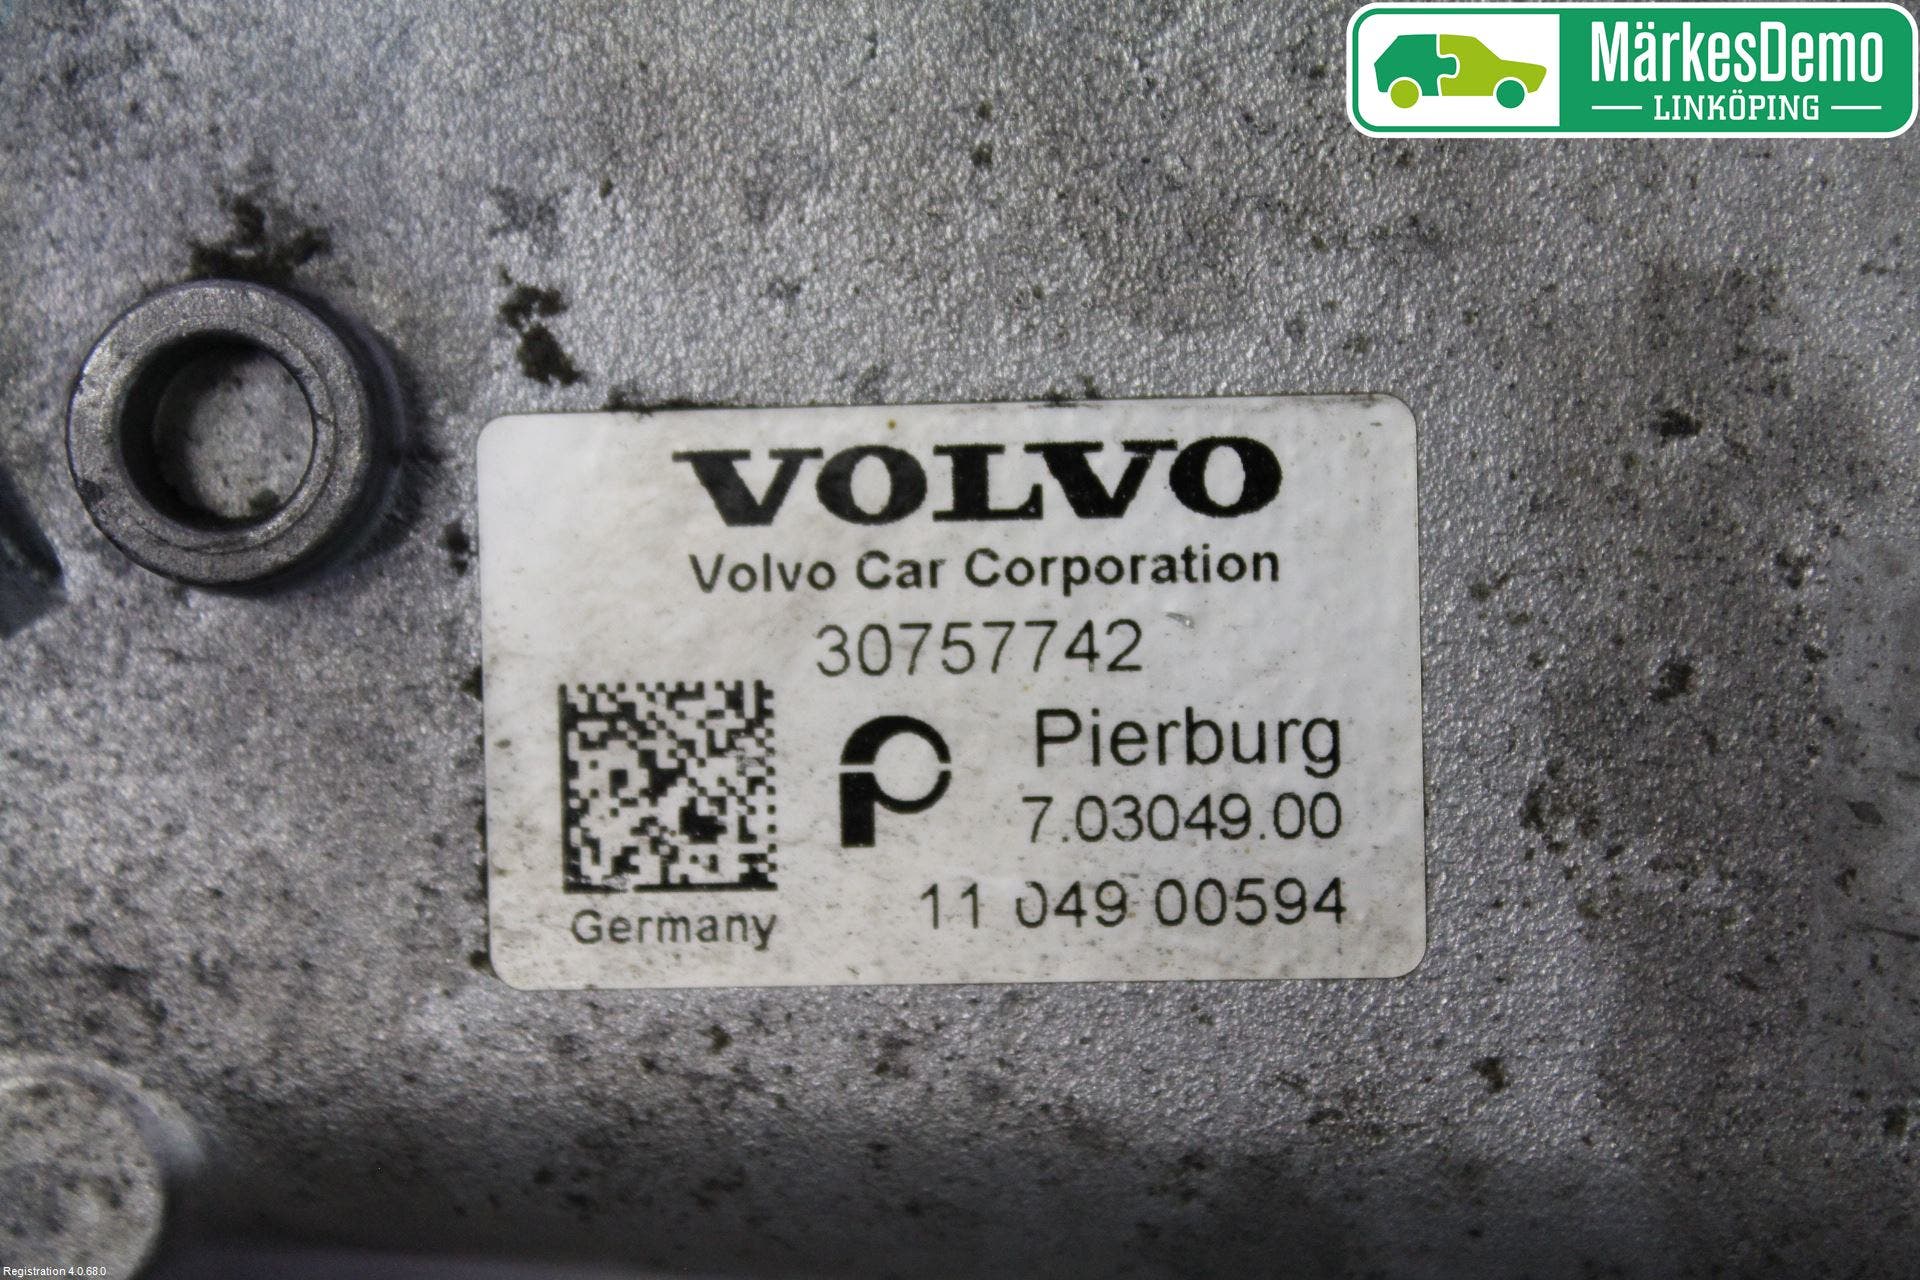 MärkesDemo
LINKÖPING
VOLVO
Volvo Car Corporation
30757742
Pierburg
7.03049.00
11 049 00594
Germany
Registration 4.0.68.0